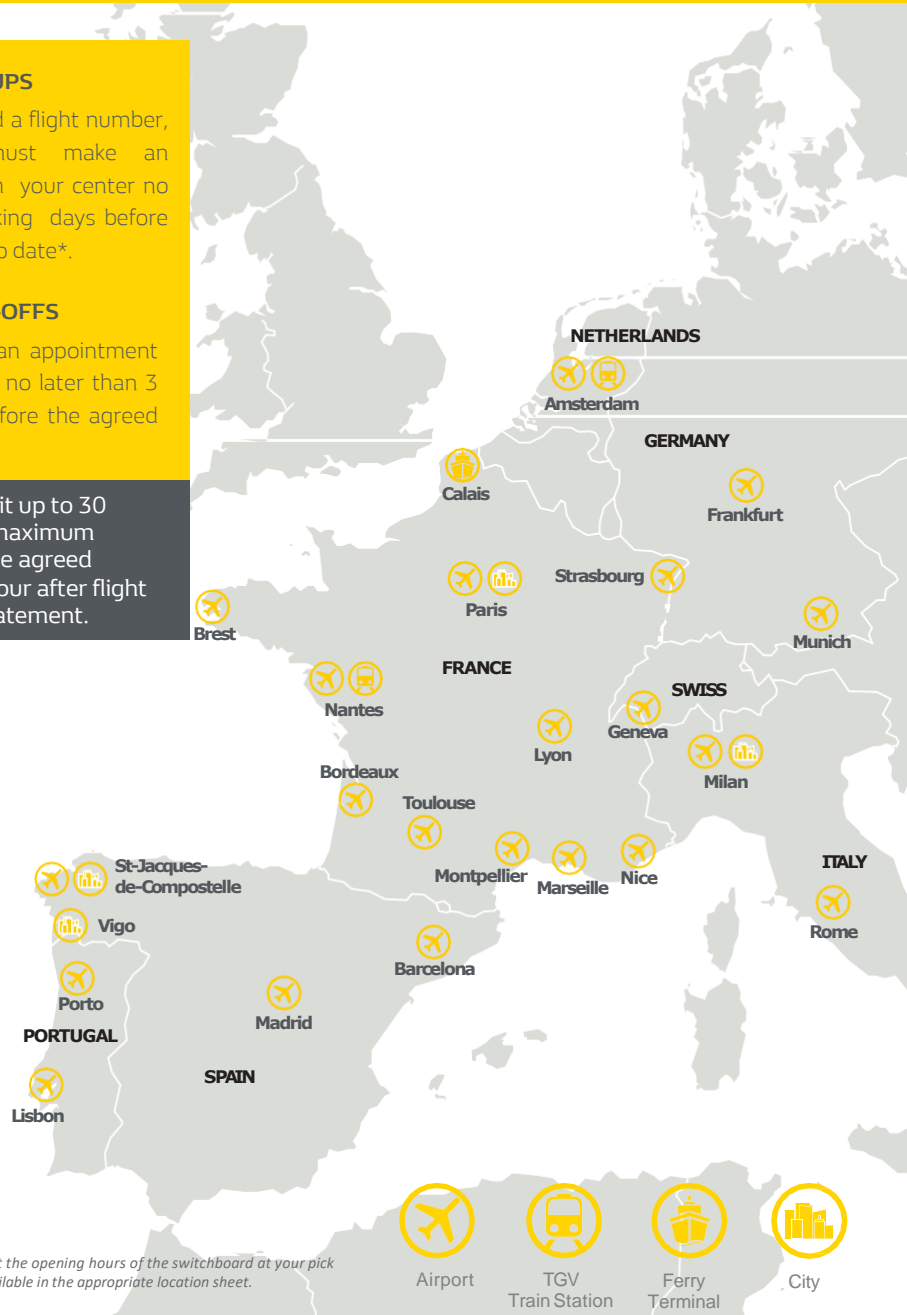 UPS
d a flight number,
must make an
n your center no
king days before
o date*.
-OFFS
an appointment
no later than 3
fore the agreed
it up to 30
maximum
e agreed
our after flight
atement.
NETHERLANDS
Amsterdam
GERMANY
Calais
Frankfurt
Strasbourg
Paris
Brest
Munich
FRANCE
SWISS
Nantes
Geneva
Lyon
Milan
Bordeaux
Toulouse
St-Jacques-
de-Compostelle
Montpellier
Marseille
Nice
ITALY
Vigo
Rome
Barcelona
Porto
Madrid
PORTUGAL
SPAIN
Lisbon
t the opening hours of the switchboard at your pick
ilable in the appropriate location sheet.
Airport
TGV
Train Station
Ferry
Terminal
City